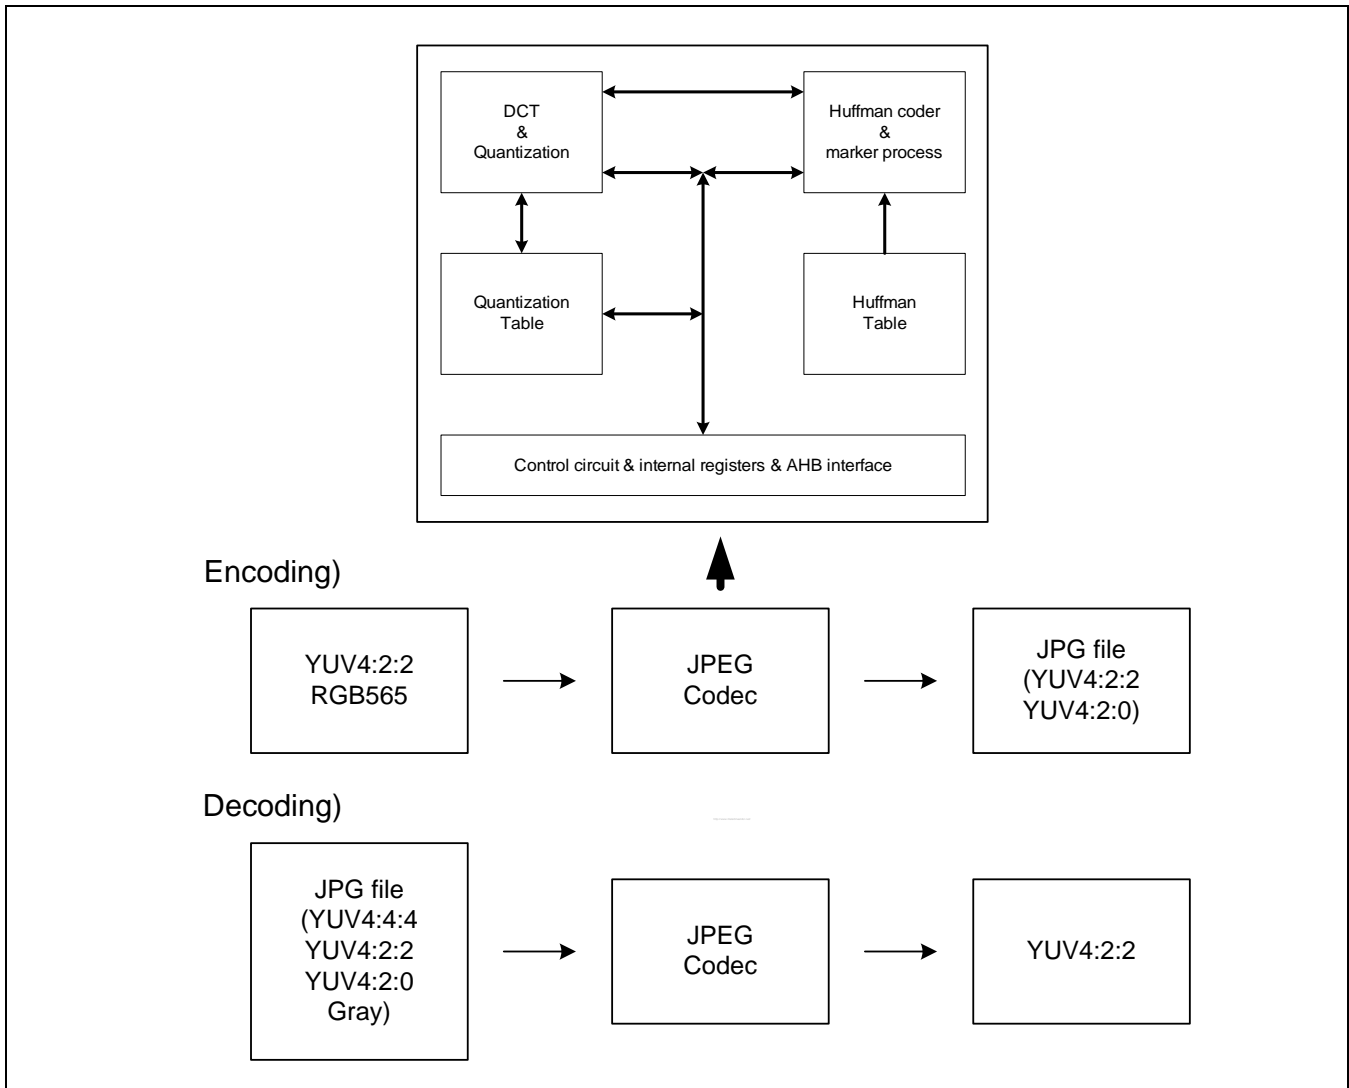 DCT
&
Quantization
Huffman coder
&
marker process
Quantization
Table
Huffman
Table
Control circuit & internal registers & AHB interface
Encoding)
YUV4:2:2
RGB565
JPEG
Codec
JPG file
(YUV4:2:2
YUV4:2:0)
Decoding)
JPG file
(YUV4:4:4
YUV4:2:2
YUV4:2:0
Gray)
JPEG
Codec
YUV4:2:2